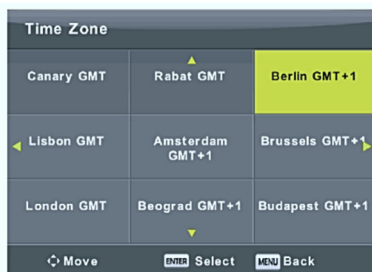 Time Zone
Canary GMT
Rabat GMT
Berlin GMT+1
Lisbon GMT
Amsterdam
GMT+1
Brussels GMT+1
London GMT
Beograd GMT+1
Budapest GMT+1
Move
ENTER Select
MENU Back